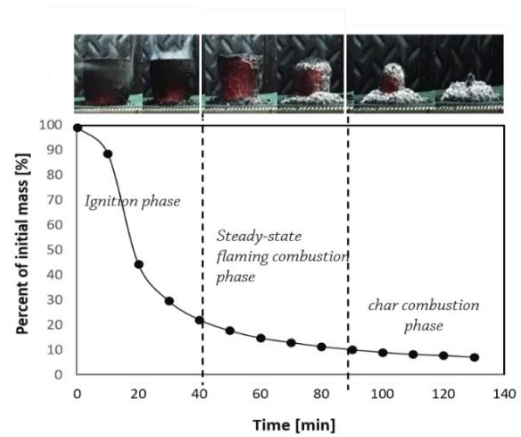 100
90
80
70
60
50
40
30
20
10
0
Percent of initial mass [%]
Ignition phase
Steady-state
flaming combustion
phase
char combustion
phase
0 20 40 60 80 100 120 140
Time [min]